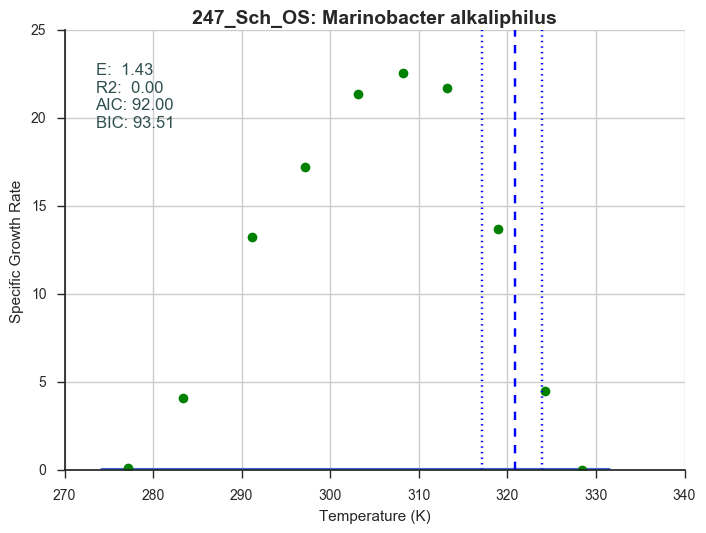 247_Sch_OS: Marinobacter alkaliphilus
25
E:  1.43
R2:  0.00
AIC: 92.00
BIC: 93.51
20
15
10
5
0
Specific Growth Rate
270 280 290 300 310 320 330 340
Temperature (K)